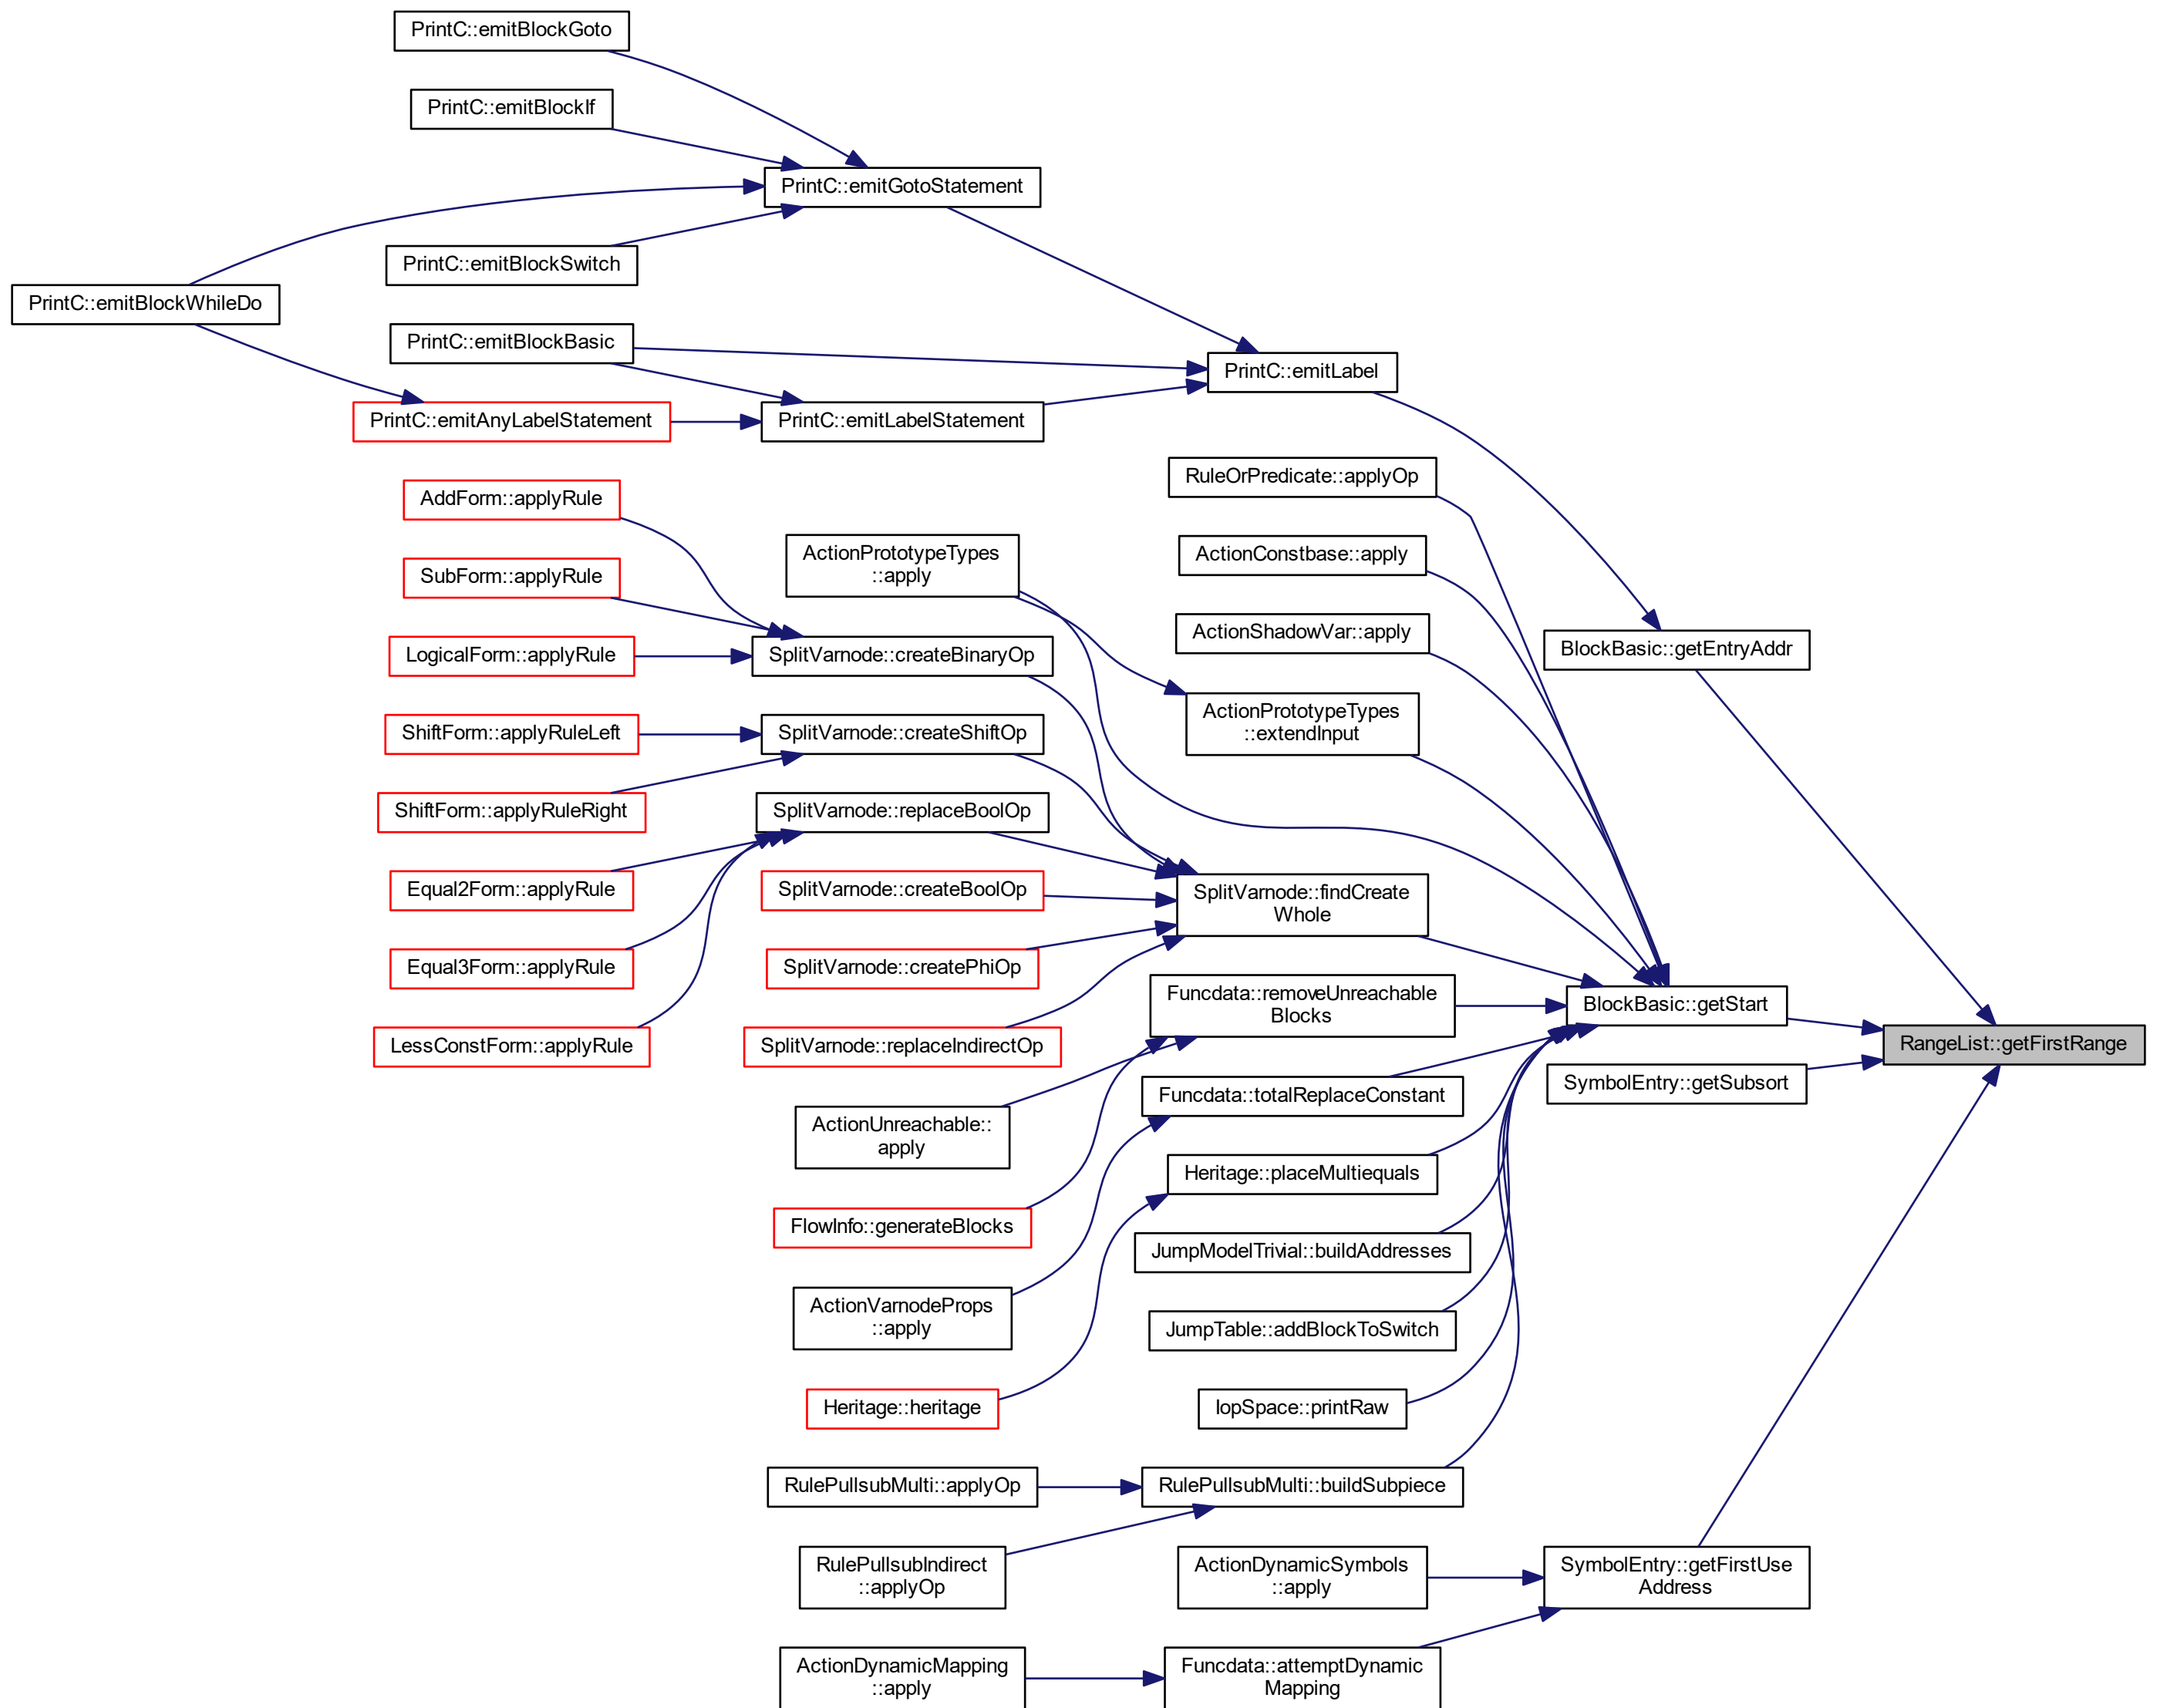 PrintC::emitBlockGoto
PrintC::emitBlockIf
PrintC::emitGotoStatement
PrintC::emitBlockSwitch
PrintC::emitBlockWhileDo
PrintC::emitBlockBasic
PrintC::emitLabel
PrintC::emitAnyLabelStatement
PrintC::emitLabelStatement
RuleOrPredicate::applyOp
AddForm::applyRule
ActionPrototypeTypes
::apply
ActionConstbase::apply
SubForm::applyRule
ActionShadowVar::apply
BlockBasic::getEntryAddr
LogicalForm::applyRule
SplitVarnode::createBinaryOp
ActionPrototypeTypes
::extendInput
ShiftForm::applyRuleLeft
SplitVarnode::createShiftOp
ShiftForm::applyRuleRight
SplitVarnode::replaceBoolOp
Equal2Form::applyRule
SplitVarnode::createBoolOp
SplitVarnode::findCreate
Whole
Equal3Form::applyRule
SplitVarnode::createPhiOp
Funcdata::removeUnreachable
Blocks
BlockBasic::getStart
LessConstForm::applyRule
SplitVarnode::replaceIndirectOp
RangeList::getFirstRange
SymbolEntry::getSubsort
Funcdata::totalReplaceConstant
ActionUnreachable::
apply
Heritage::placeMultiequals
FlowInfo::generateBlocks
JumpModelTrivial::buildAddresses
ActionVarnodeProps
::apply
JumpTable::addBlockToSwitch
Heritage::heritage
IopSpace::printRaw
RulePullsubMulti::applyOp
RulePullsubMulti::buildSubpiece
RulePullsubIndirect
::applyOp
ActionDynamicSymbols
::apply
SymbolEntry::getFirstUse
Address
ActionDynamicMapping
::apply
Funcdata::attemptDynamic
Mapping